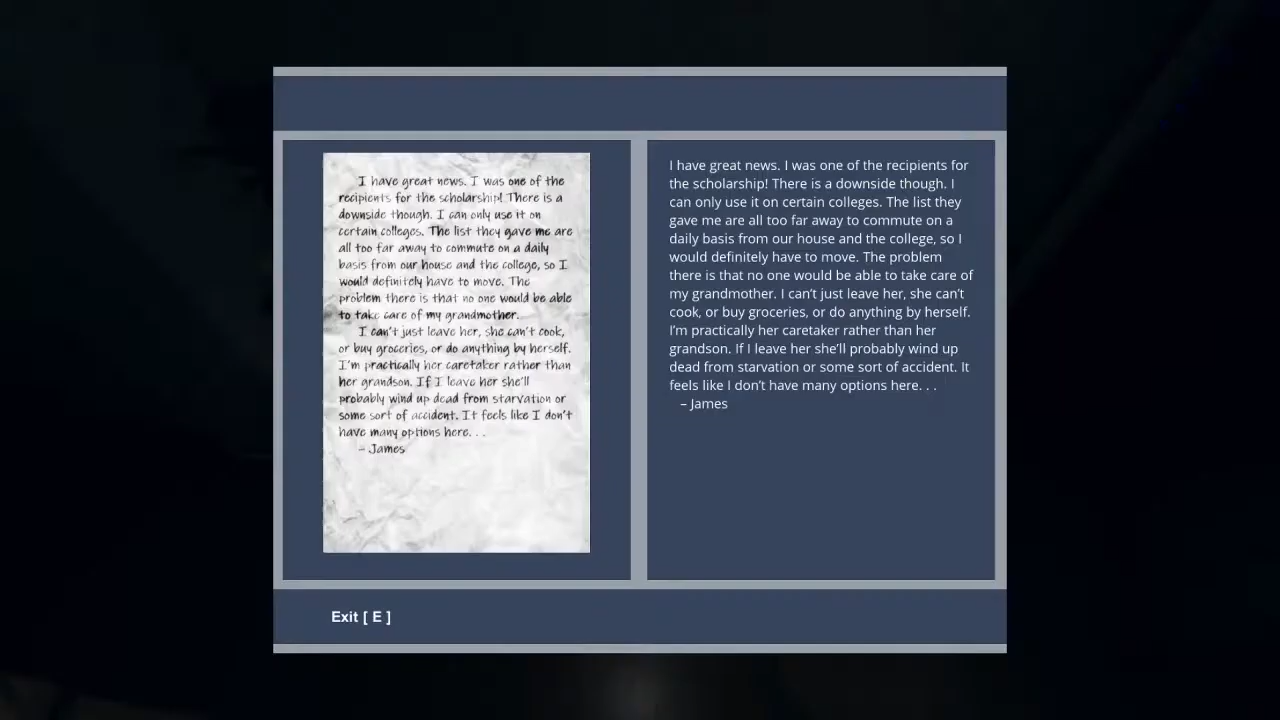 I have great news. I was one of the
recipients for the scholarship! There is a
downside though. I can only use it on
certain colleges. The list they gave me are
all too far away to commute on a daily
basis from our house and the college, so I
would definitely have to move. The
problem there is that no one would be able
to take care of my grandmother.
I can't just leave her, she can't cook,
or buy groceries, or do anything by herself.
I'm practically her caretaker rather than
her grandson. If I leave her she'll
probably wind up dead from starvation or
some sort of accident. It feels like I don't
have many options here. . .
– James
I have great news. I was one of the recipients for
the scholarship! There is a downside though. I
can only use it on certain colleges. The list they
gave me are all too far away to commute on a
daily basis from our house and the college, so I
would definitely have to move. The problem
there is that no one would be able to take care of
my grandmother. I can't just leave her, she can't
cook, or buy groceries, or do anything by herself.
I'm practically her caretaker rather than her
grandson. If I leave her she'll probably wind up
dead from starvation or some sort of accident. It
feels like I don't have many options here. . .
– James
Exit [ E ]